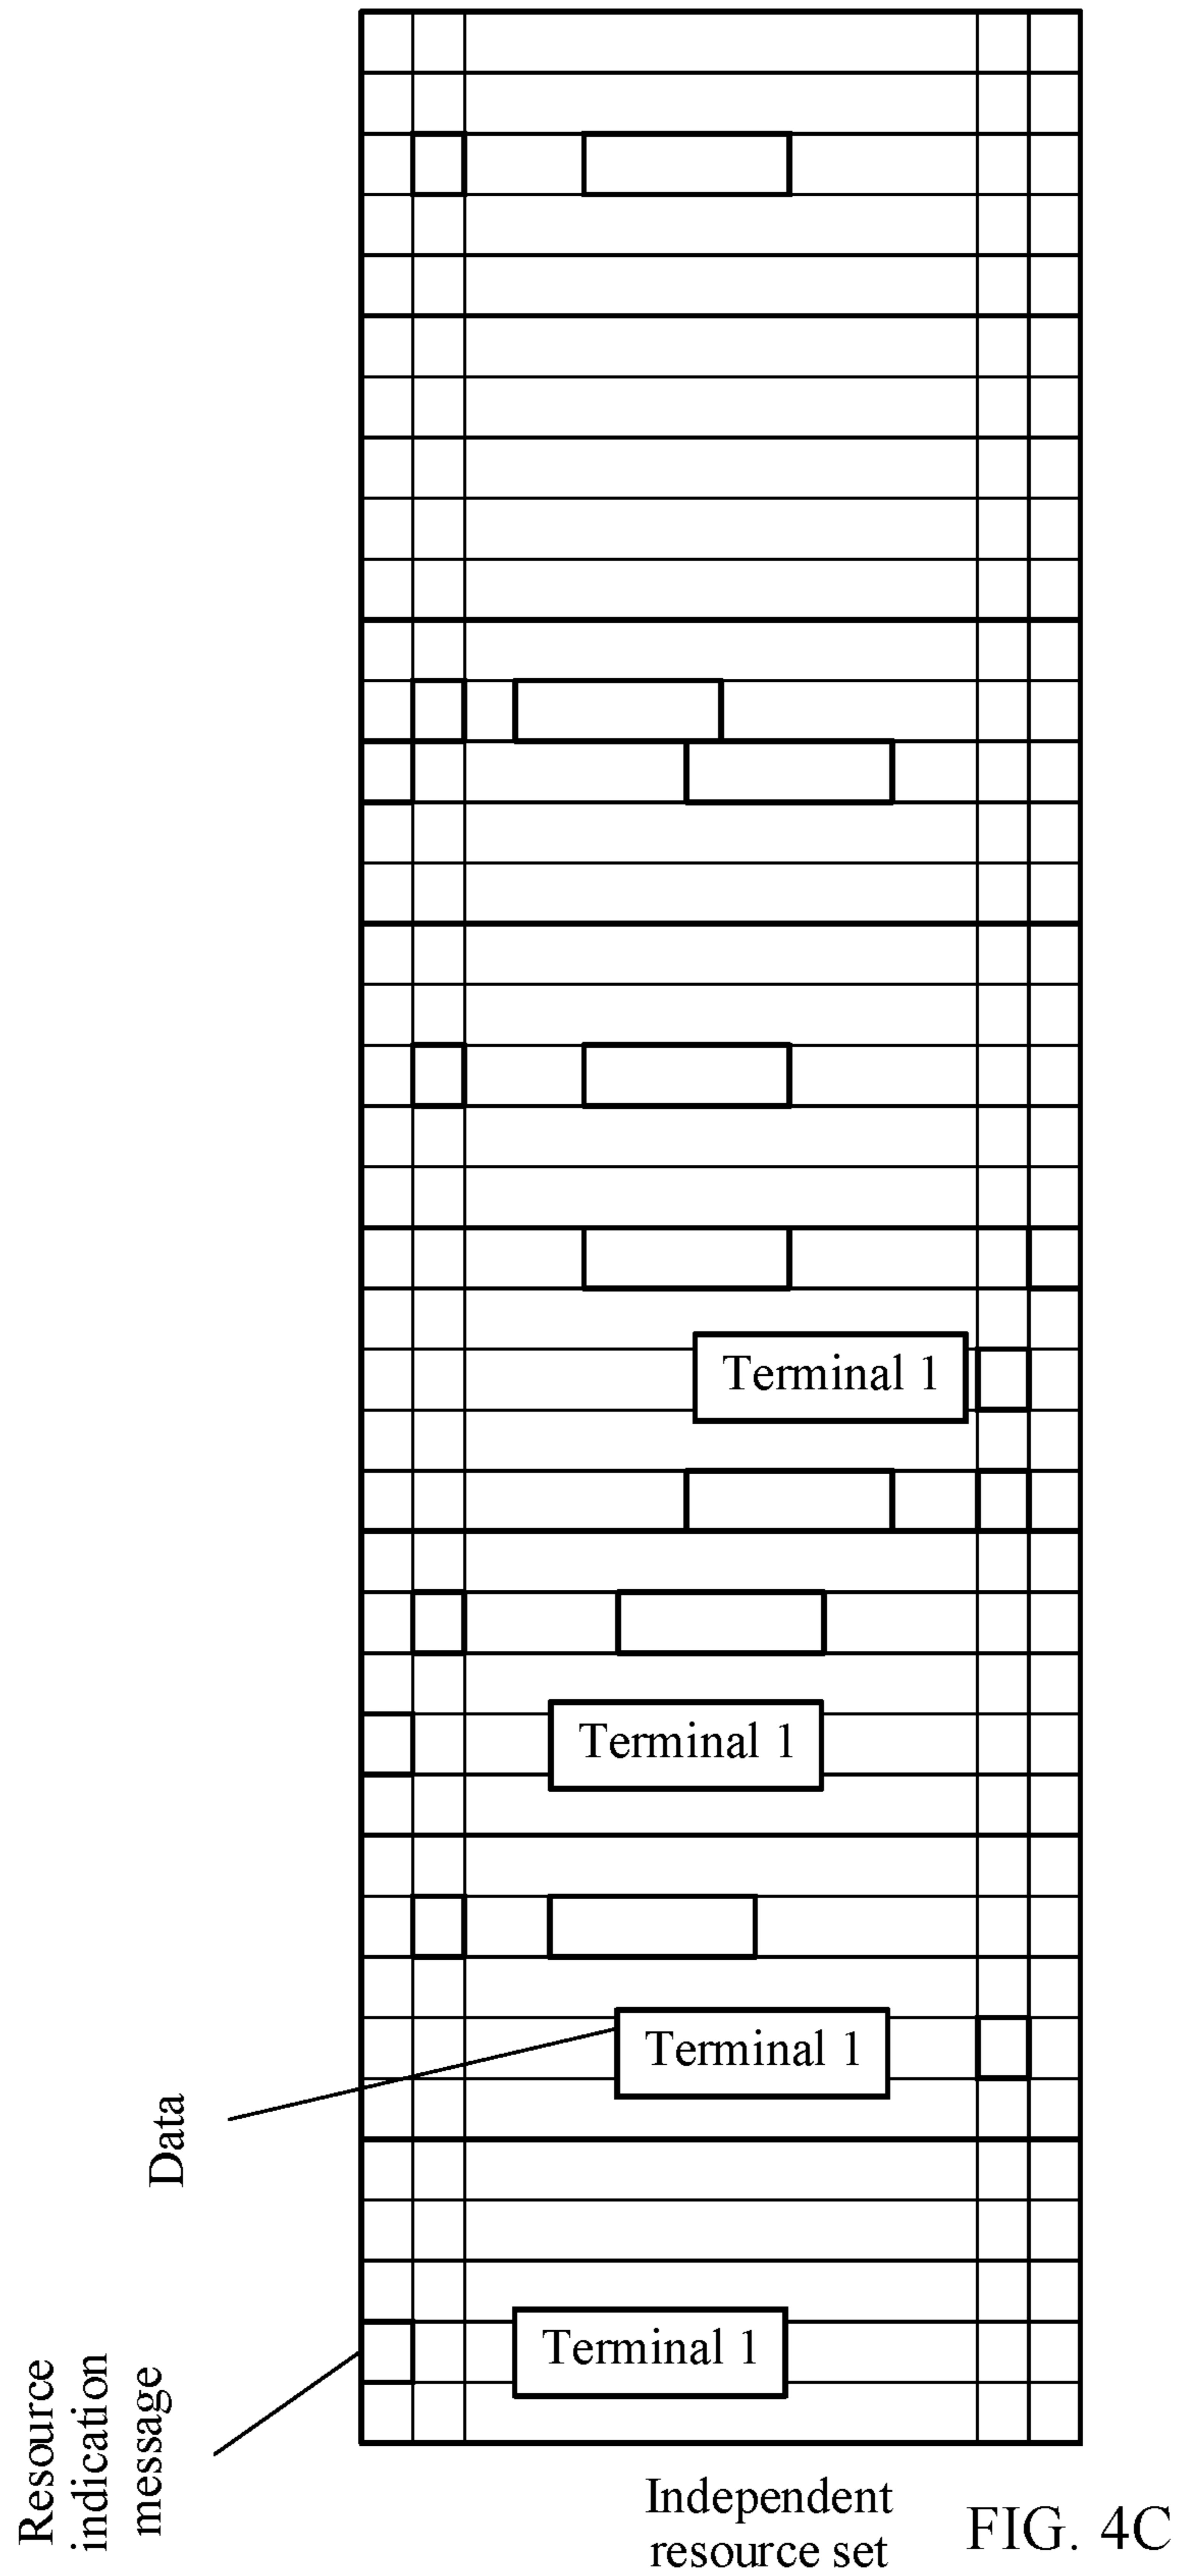 Terminal 1
Terminal 1
Terminal 1
Data
Terminal 1
Resource
indication
message
Independent
resource set
FIG. 4C